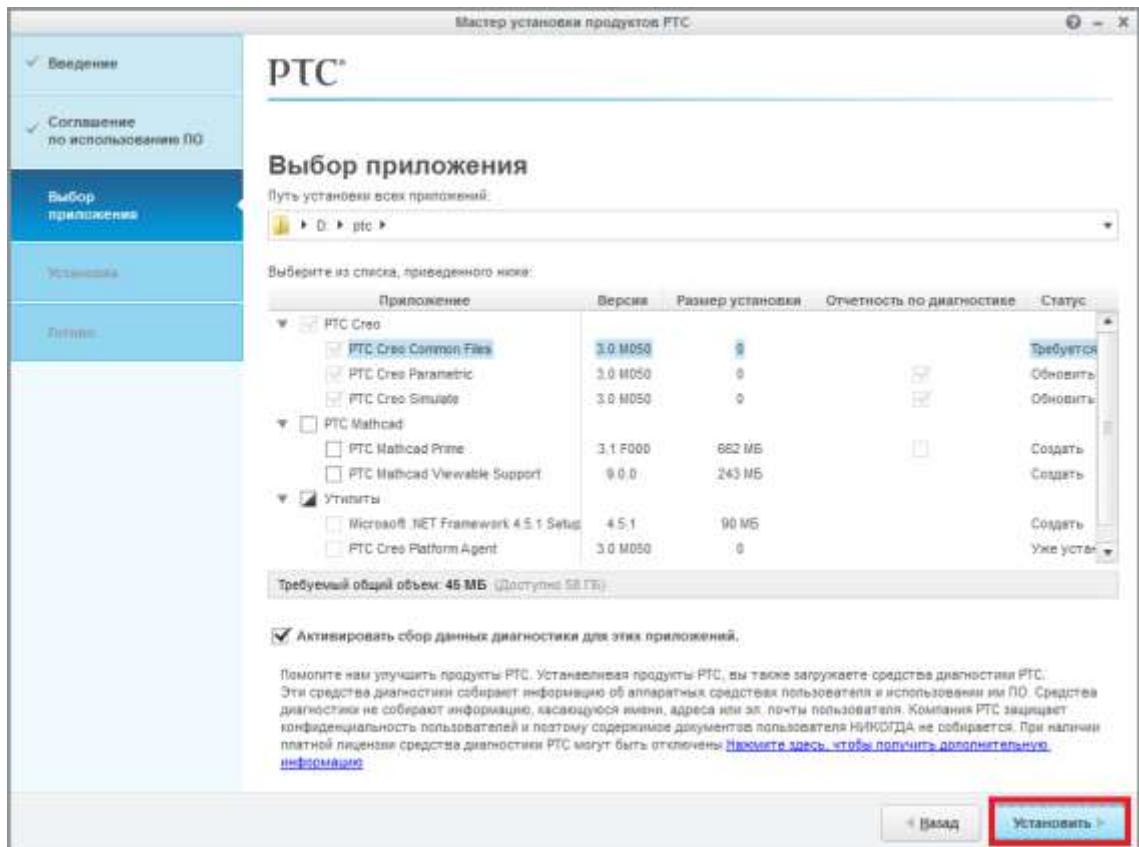 Мастер установки продуктов PTC
Введение
Соглашение
по использованию ПО
Выбор
приложения
Установка
Готово
PTC®
Выбор приложения
Путь установки всех приложений:
D: ptc
Выберите из списка, приведенного ниже:
Приложение Версия Размер установки Отчетность по диагностике Статус
PTC Creo
PTC Creo Common Files 3.0 M050 0 Требуется
PTC Creo Parametric 3.0 M050 0 Обновить
PTC Creo Simulate 3.0 M050 0 Обновить
PTC Mathcad
PTC Mathcad Prime 3.1 F000 662 МБ Создать
PTC Mathcad Viewable Support 9.0.0 243 МБ Создать
Утилиты
Microsoft .NET Framework 4.5.1 Setup 4.5.1 90 МБ Создать
PTC Creo Platform Agent 3.0 M050 0 Уже устан
Требуемый общий объем: 45 МБ (Доступно 58 ГБ)
Активировать сбор данных диагностики для этих приложений.
Помогите нам улучшить продукты PTC. Устанавливая продукты PTC, вы также загружаете средства диагностики PTC.
Эти средства диагностики собирают информацию об аппаратных средствах пользователя и использовании им ПО. Средства
диагностики не собирают информацию, касающуюся имени, адреса или эл. почты пользователя. Компания PTC защищает
конфиденциальность пользователей и поэтому содержимое документов пользователя НИКОГДА не собирается. При наличии
платной лицензии средства диагностики PTC могут быть отключены Нажмите здесь, чтобы получить дополнительную
информацию
Назад
Установить